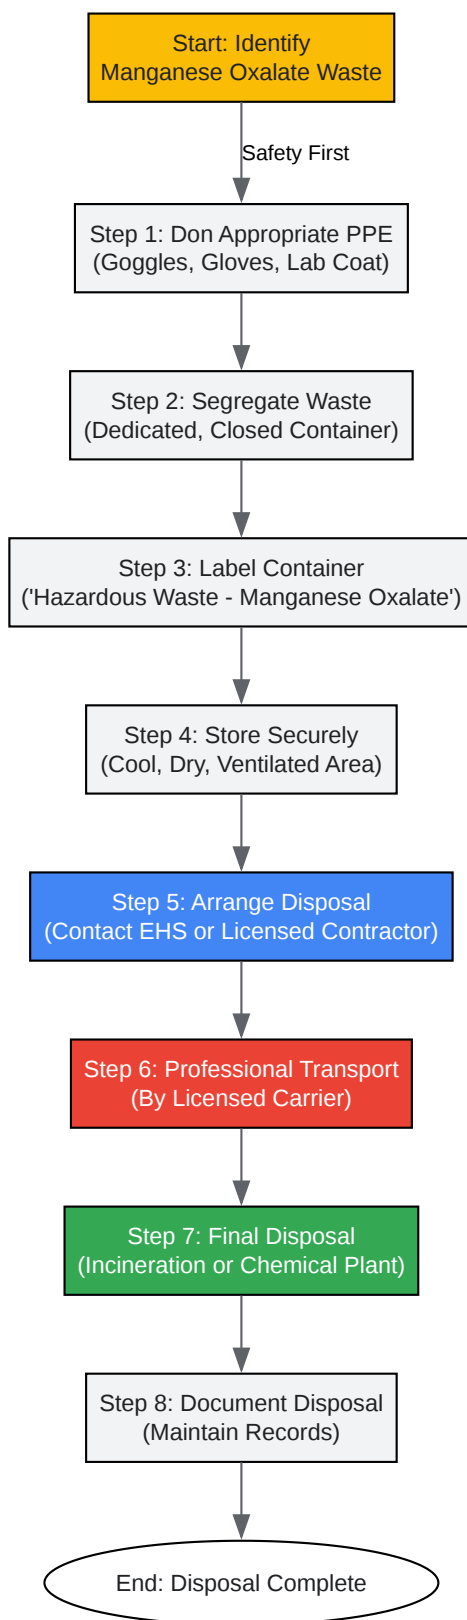 Start: Identify
Manganese Oxalate Waste
Safety First
Step 1: Don Appropriate PPE
(Goggles, Gloves, Lab Coat)
Step 2: Segregate Waste
(Dedicated, Closed Container)
Step 3: Label Container
('Hazardous Waste - Manganese Oxalate')
Step 4: Store Securely
(Cool, Dry, Ventilated Area)
Step 5: Arrange Disposal
(Contact EHS or Licensed Contractor)
Step 6: Professional Transport
(By Licensed Carrier)
Step 7: Final Disposal
(Incineration or Chemical Plant)
Step 8: Document Disposal
(Maintain Records)
End: Disposal Complete